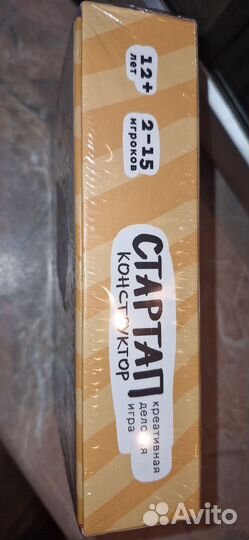 12+
лет
2-15
игроков
СТАРТАП
КОНСТРУКТОР
креативная
деловая
игра
Avito